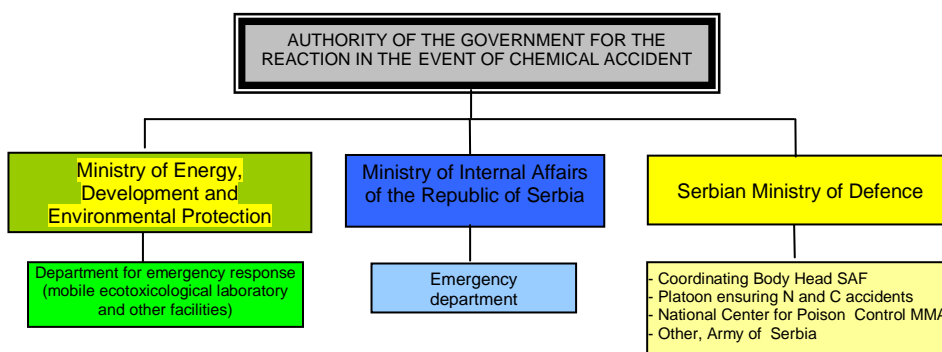 AUTHORITY OF THE GOVERNMENT FOR THE
REACTION IN THE EVENT OF CHEMICAL ACCIDENT
Ministry of Energy,
Development and
Environmental Protection
Ministry of Internal Affairs
of the Republic of Serbia
Serbian Ministry of Defence
Department for emergency response
(mobile ecotoxicological laboratory
and other facilities)
Emergency
department
- Coordinating Body Head SAF
- Platoon ensuring N and C accidents
- National Center for Poison Control MMA
- Other, Army of Serbia